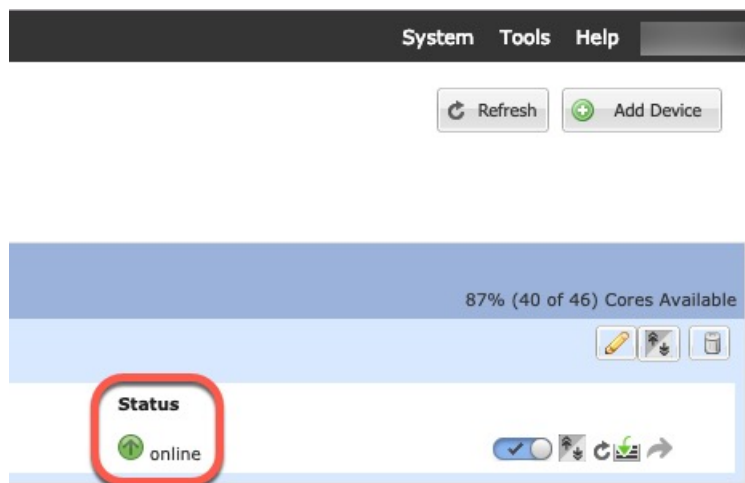 System Tools Help
Refresh Add Device
87% (40 of 46) Cores Available
Status
online